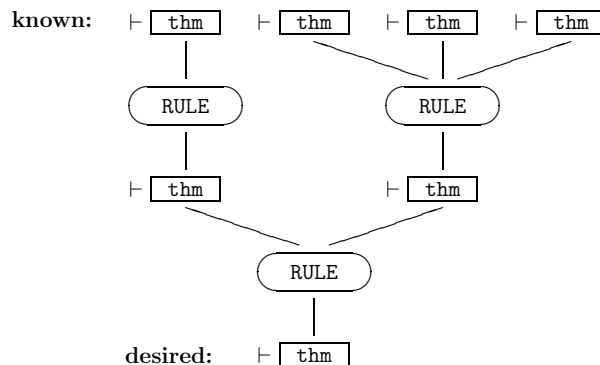 known: ⊢ thm ⊢ thm ⊢ thm ⊢ thm
RULE RULE
⊢ thm ⊢ thm
RULE
desired: ⊢ thm